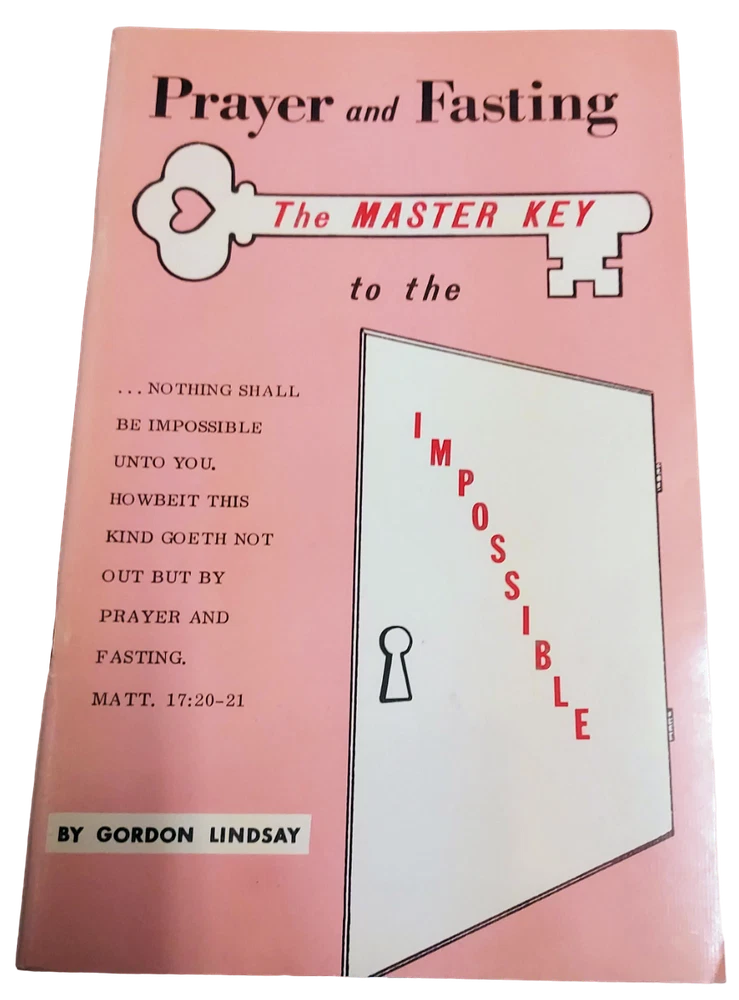 Prayer and Fasting
The MASTER KEY
to the
IMPOSSIBLE
...NOTHING SHALL
BE IMPOSSIBLE
UNTO YOU.
HOWBEIT THIS
KIND GOETH NOT
OUT BUT BY
PRAYER AND
FASTING.
MATT. 17:20-21
BY GORDON LINDSAY